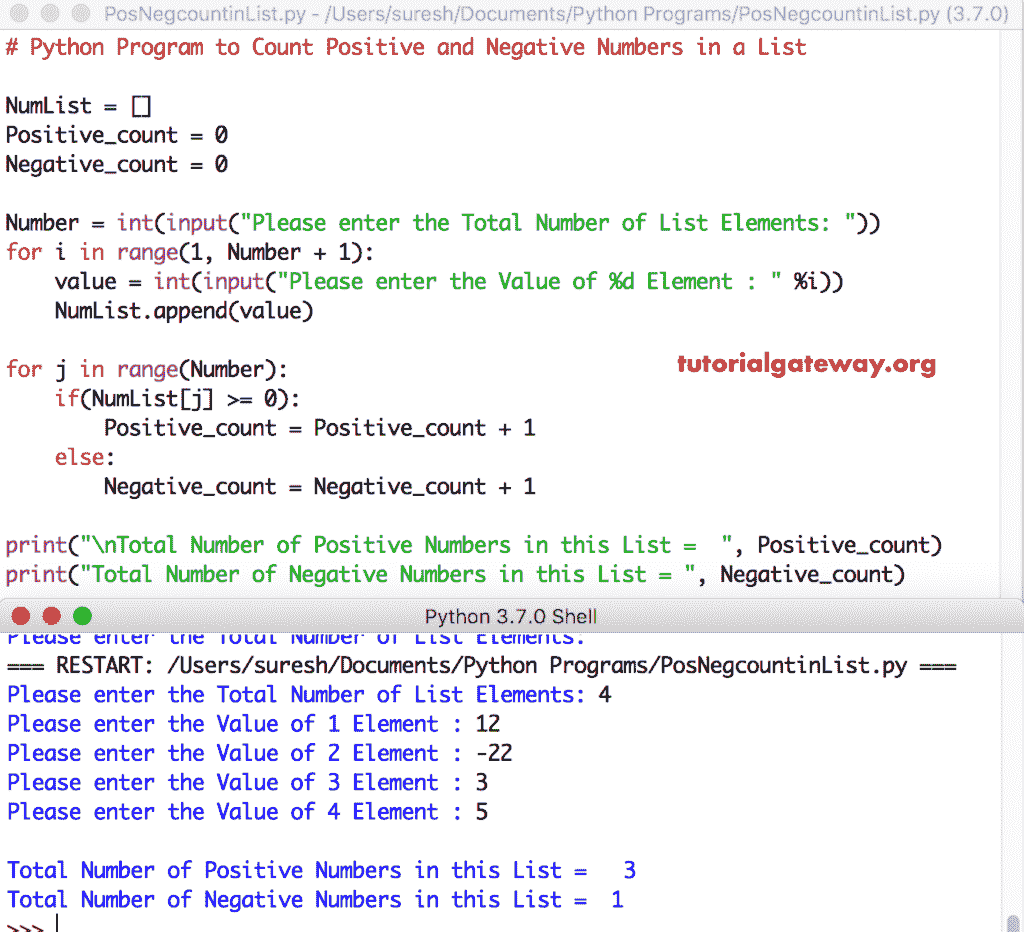 PosNegcountinList.py - /Users/suresh/Documents/Python Programs/PosNegcountinList.py (3.7.0)
# Python Program to Count Positive and Negative Numbers in a List

NumList = []
Positive_count = 0
Negative_count = 0

Number = int(input("Please enter the Total Number of List Elements: "))
for i in range(1, Number + 1):
    value = int(input("Please enter the Value of %d Element : " %i))
    NumList.append(value)

for j in range(Number):
tutorialgateway.org
    if(NumList[j] >= 0):
        Positive_count = Positive_count + 1
    else:
        Negative_count = Negative_count + 1

print("\nTotal Number of Positive Numbers in this List =  ", Positive_count)
print("Total Number of Negative Numbers in this List = ", Negative_count)
Python 3.7.0 Shell
Please enter the Total Number of List Elements:
=== RESTART: /Users/suresh/Documents/Python Programs/PosNegcountinList.py ===
Please enter the Total Number of List Elements: 4
Please enter the Value of 1 Element : 12
Please enter the Value of 2 Element : -22
Please enter the Value of 3 Element : 3
Please enter the Value of 4 Element : 5

Total Number of Positive Numbers in this List =   3
Total Number of Negative Numbers in this List =  1
>>>